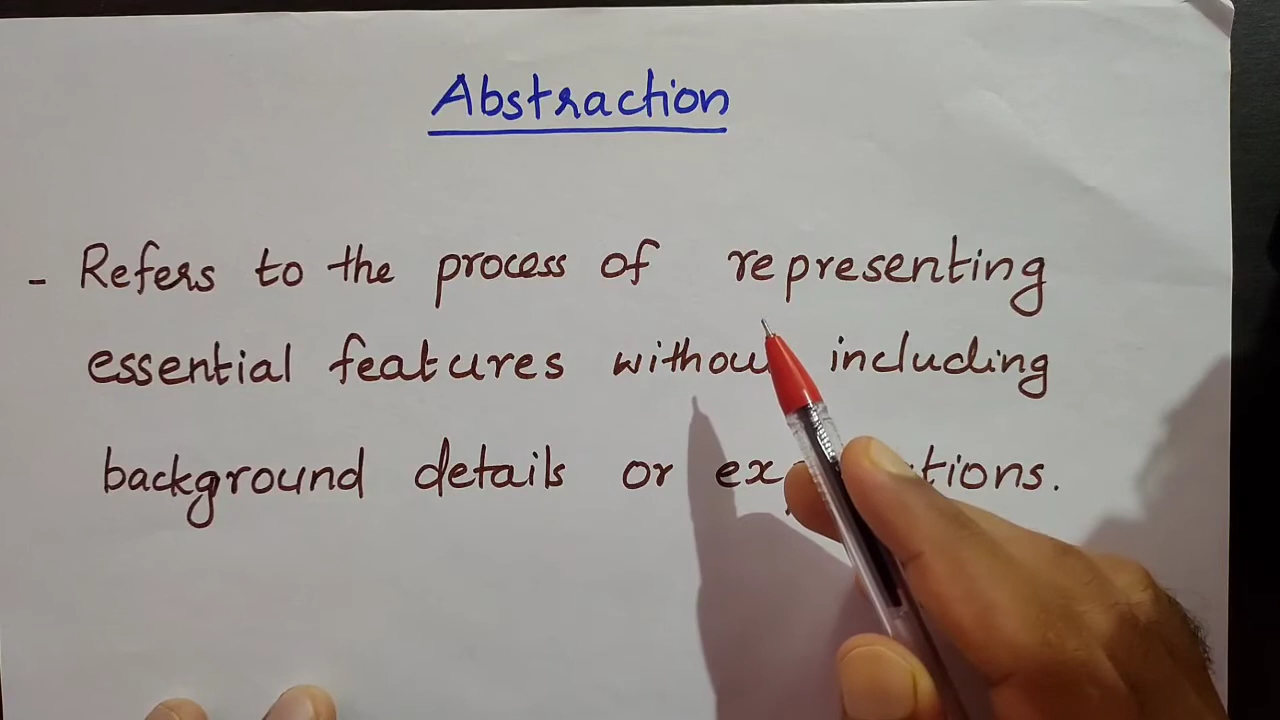 Abstraction
- Refers to the process of representing
essential features without including
background details or